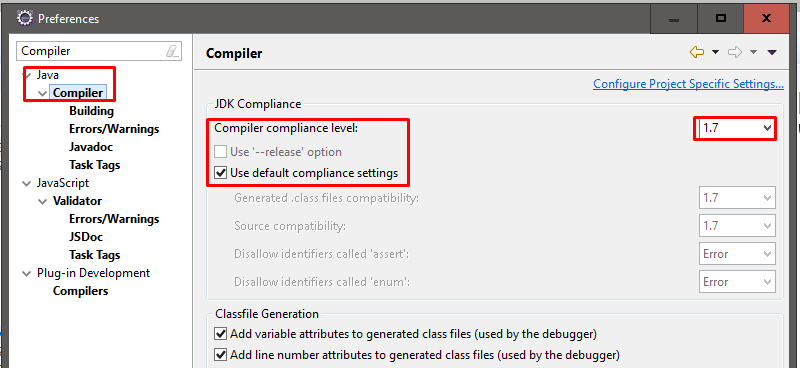 Preferences
Compiler
Java
Compiler
Building
Errors/Warnings
Javadoc
Task Tags
JavaScript
Validator
Errors/Warnings
JSDoc
Task Tags
Plug-in Development
Compilers
Compiler
Configure Project Specific Settings...
JDK Compliance
Compiler compliance level: 1.7
Use '--release' option
Use default compliance settings
Generated .class files compatibility: 1.7
Source compatibility: 1.7
Disallow identifiers called 'assert': Error
Disallow identifiers called 'enum': Error
Classfile Generation
Add variable attributes to generated class files (used by the debugger)
Add line number attributes to generated class files (used by the debugger)